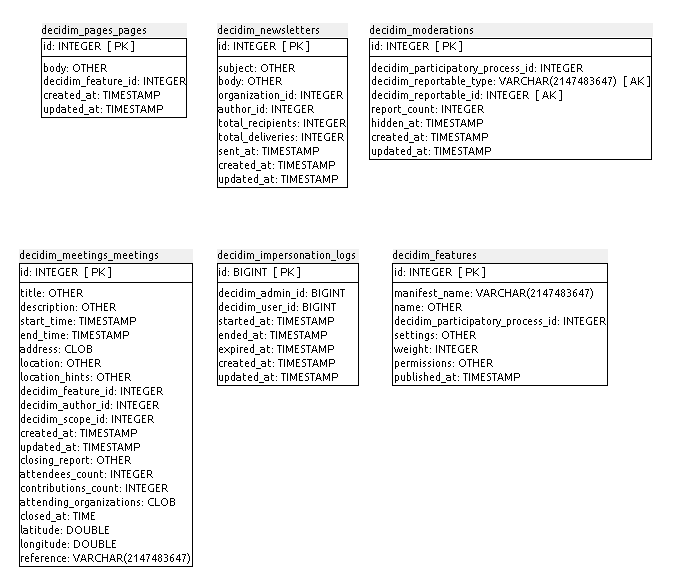 decidim_pages_pages
id: INTEGER [ PK ]
body: OTHER
decidim_feature_id: INTEGER
created_at: TIMESTAMP
updated_at: TIMESTAMP
decidim_newsletters
id: INTEGER [ PK ]
subject: OTHER
body: OTHER
organization_id: INTEGER
author_id: INTEGER
total_recipients: INTEGER
total_deliveries: INTEGER
sent_at: TIMESTAMP
created_at: TIMESTAMP
updated_at: TIMESTAMP
decidim_moderations
id: INTEGER [ PK ]
decidim_participatory_process_id: INTEGER
decidim_reportable_type: VARCHAR(2147483647) [ AK ]
decidim_reportable_id: INTEGER [ AK ]
report_count: INTEGER
hidden_at: TIMESTAMP
created_at: TIMESTAMP
updated_at: TIMESTAMP
decidim_meetings_meetings
id: INTEGER [ PK ]
title: OTHER
description: OTHER
start_time: TIMESTAMP
end_time: TIMESTAMP
address: CLOB
location: OTHER
location_hints: OTHER
decidim_feature_id: INTEGER
decidim_author_id: INTEGER
decidim_scope_id: INTEGER
created_at: TIMESTAMP
updated_at: TIMESTAMP
closing_report: OTHER
attendees_count: INTEGER
contributions_count: INTEGER
attending_organizations: CLOB
closed_at: TIME
latitude: DOUBLE
longitude: DOUBLE
reference: VARCHAR(2147483647)
decidim_impersonation_logs
id: BIGINT [ PK ]
decidim_admin_id: BIGINT
decidim_user_id: BIGINT
started_at: TIMESTAMP
ended_at: TIMESTAMP
expired_at: TIMESTAMP
created_at: TIMESTAMP
updated_at: TIMESTAMP
decidim_features
id: INTEGER [ PK ]
manifest_name: VARCHAR(2147483647)
name: OTHER
decidim_participatory_process_id: INTEGER
settings: OTHER
weight: INTEGER
permissions: OTHER
published_at: TIMESTAMP